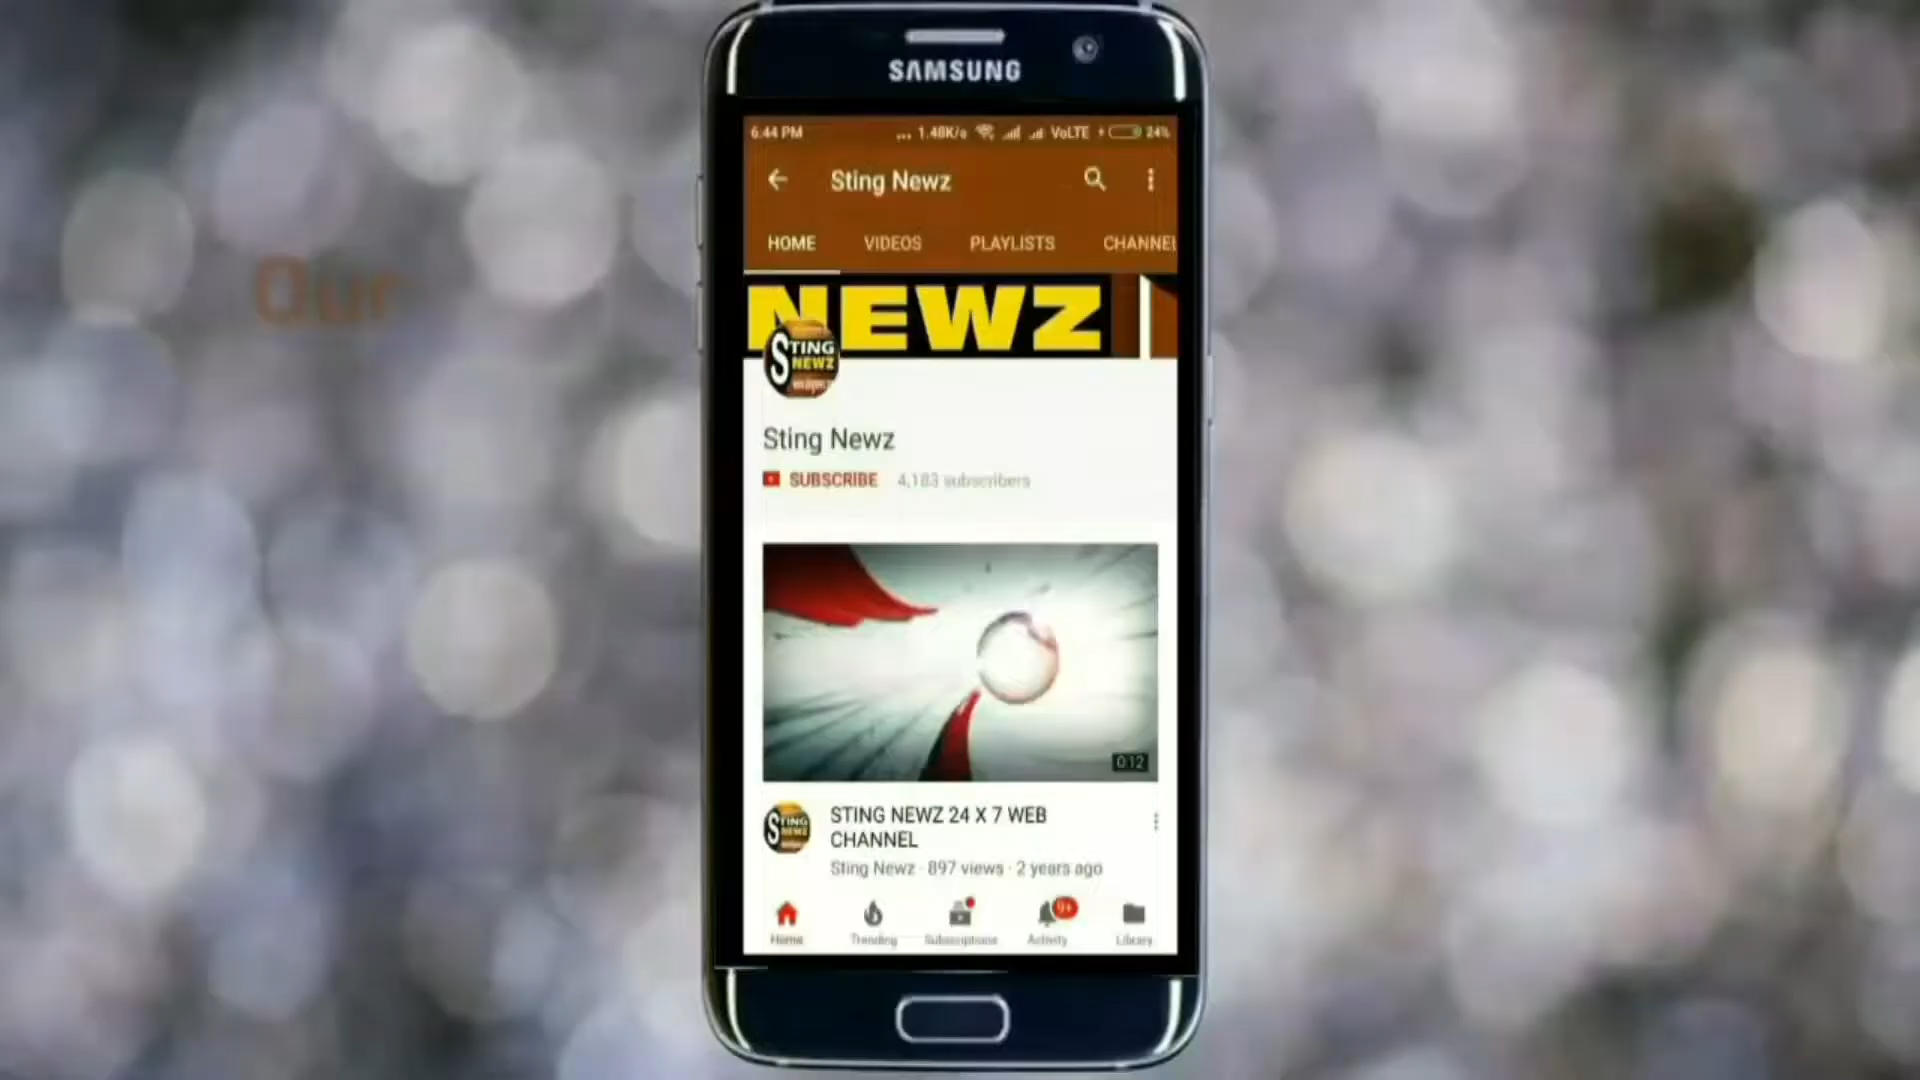 SAMSUNG
6:44 PM ... 1.48K/s VoLTE 24%
Sting Newz
HOME VIDEOS PLAYLISTS CHANNEL
Our
NEWZ
STING
NEWZ
Sting Newz
SUBSCRIBE 4,183 subscribers
0:12
STING
NEWZ
STING NEWZ 24 X 7 WEB
CHANNEL
Sting Newz · 897 views · 2 years ago
9+
Home Trending Subscriptions Activity Library